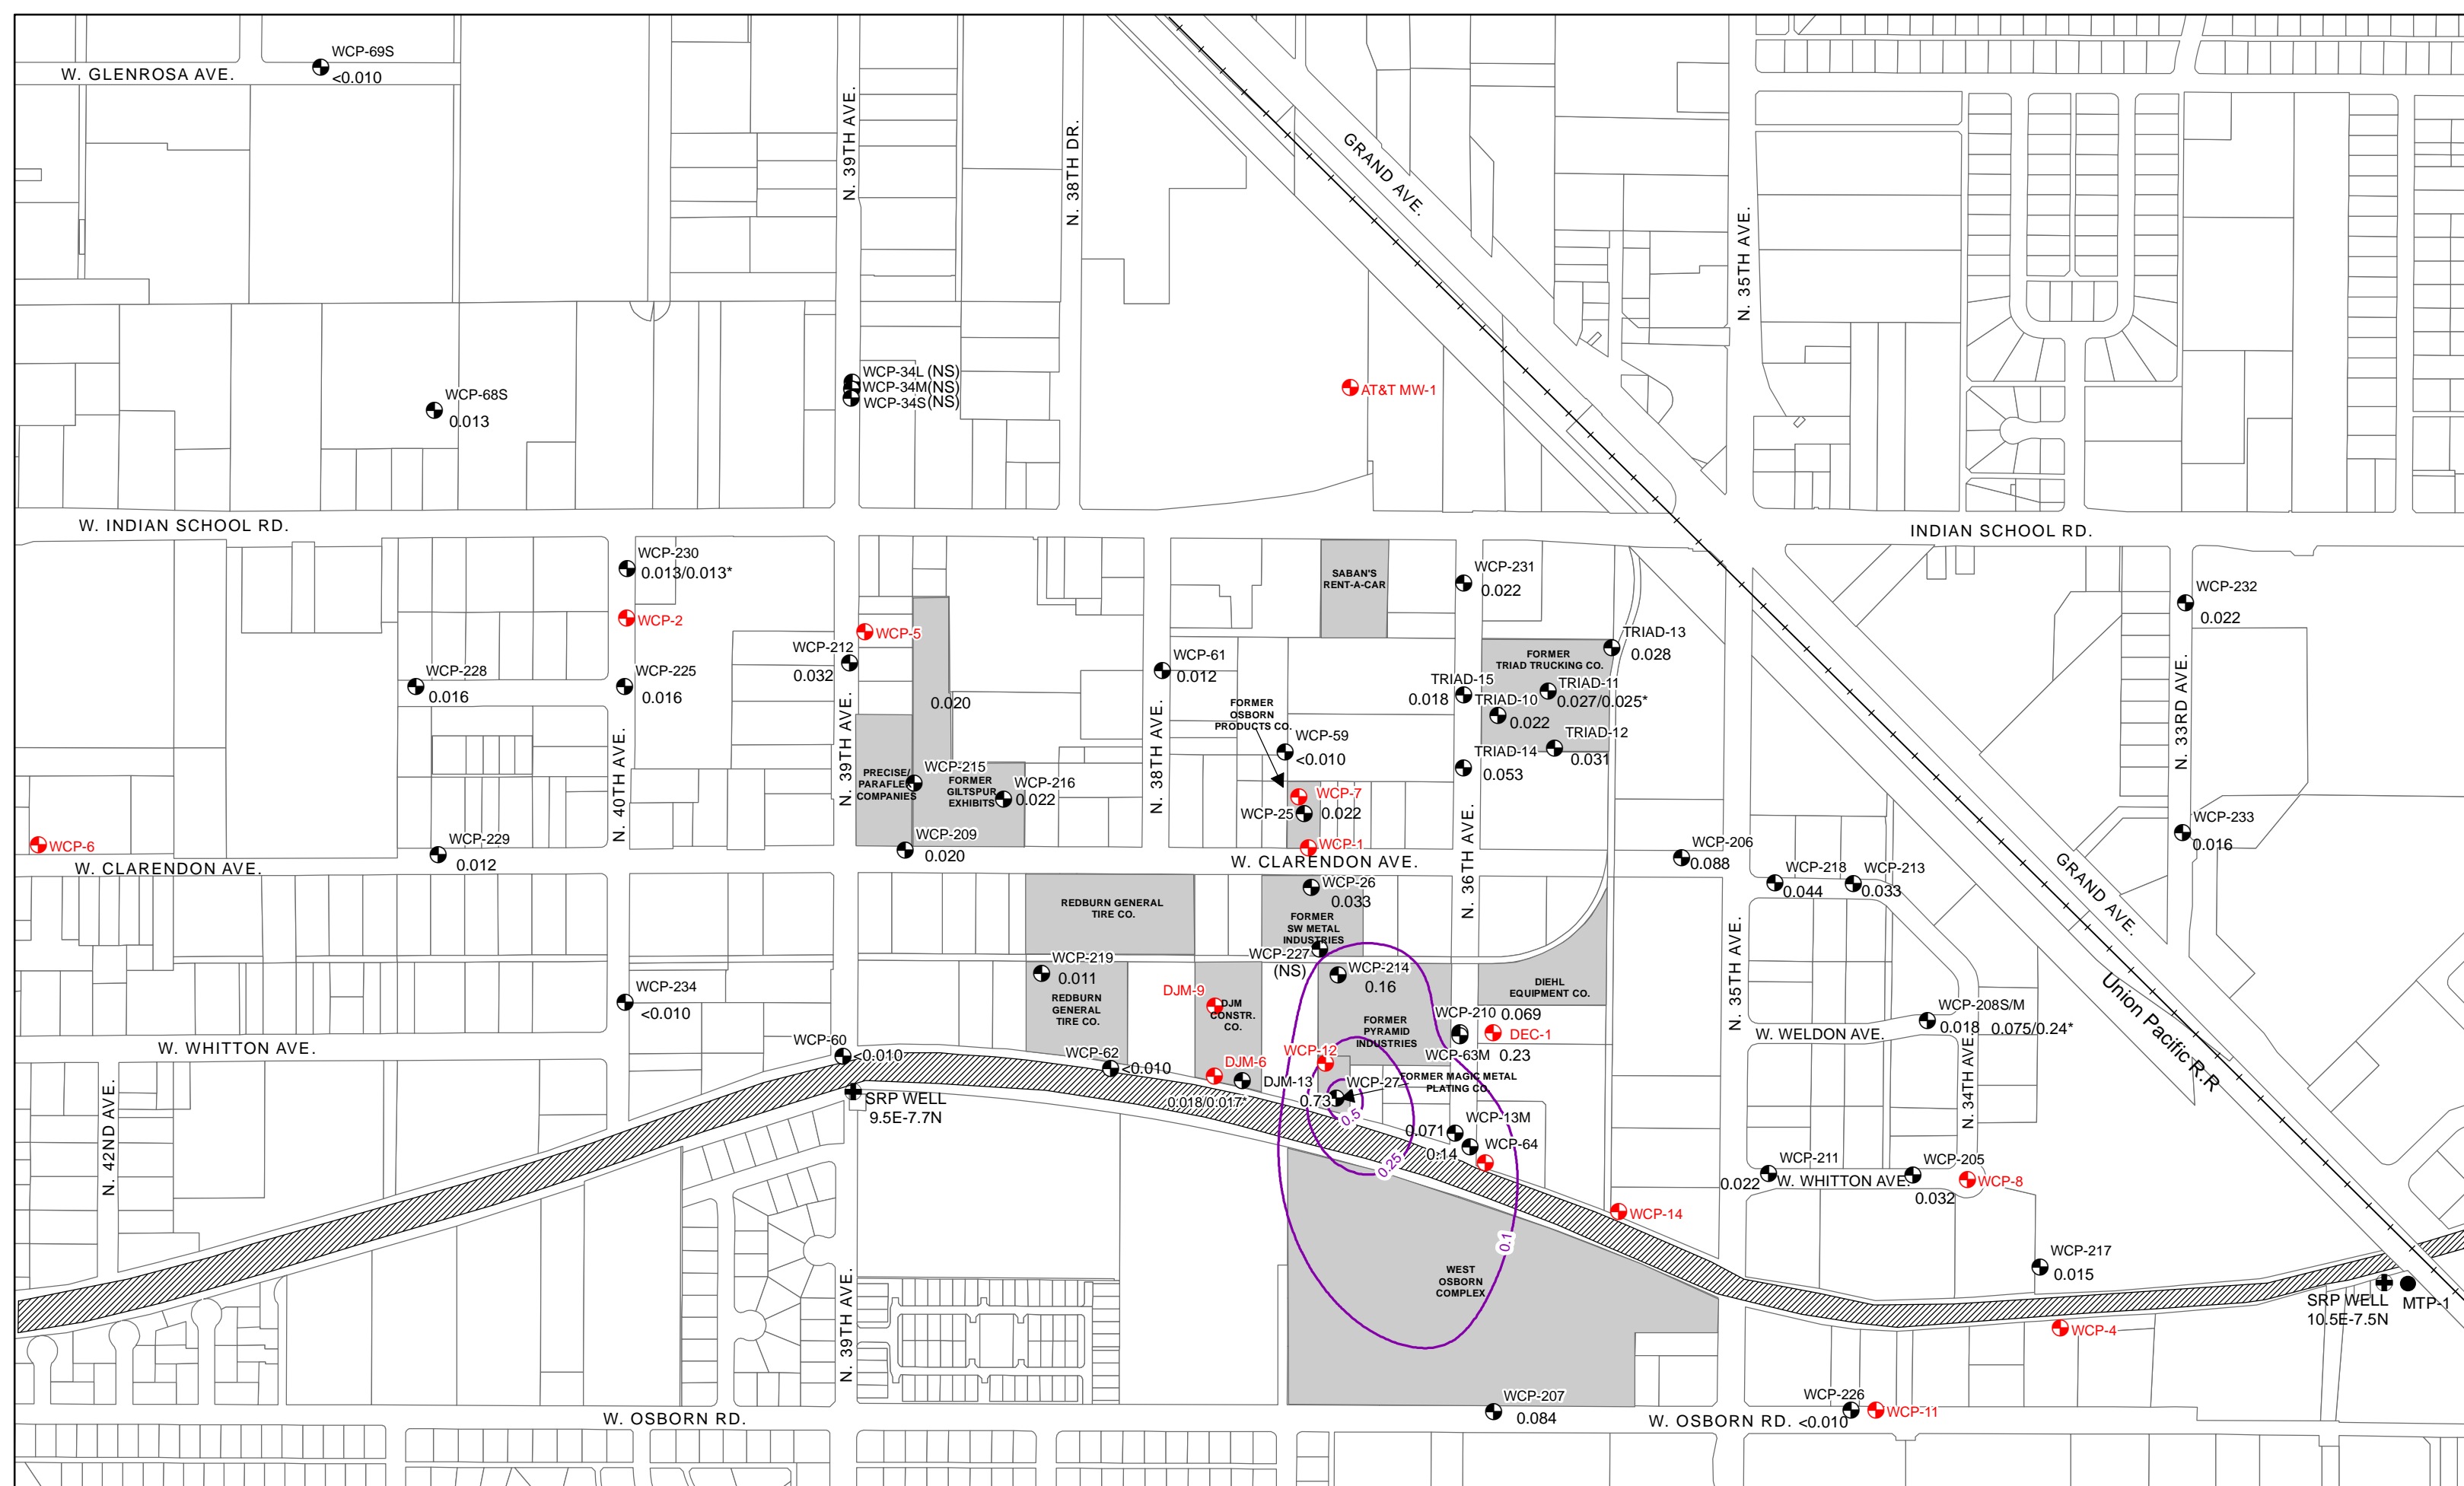 WCP-69S
<0.010
W. GLENROSA AVE.
N. 39TH AVE.
N. 38TH DR.
GRAND AVE.
N. 35TH AVE.
WCP-34L (NS)
WCP-34M(NS)
WCP-34S(NS)
AT&T MW-1
WCP-68S
0.013
W. INDIAN SCHOOL RD.
INDIAN SCHOOL RD.
WCP-230
0.013/0.013*
WCP-2
WCP-5
WCP-212
0.032
WCP-228
0.016
WCP-225
0.016
N. 40TH AVE.
N. 39TH AVE.
0.020
PRECISE/
PARAFLEX
COMPANIES
WCP-215
FORMER
GILTSPUR
EXHIBITS
WCP-216
0.022
WCP-209
0.020
WCP-61
0.012
N. 38TH AVE.
SABAN'S
RENT-A-CAR
WCP-231
0.022
TRIAD-13
0.028
FORMER
TRIAD TRUCKING CO.
TRIAD-15
0.018
TRIAD-11
0.027/0.025*
TRIAD-10
0.022
TRIAD-12
0.031
TRIAD-14
0.053
FORMER
OSBORN
PRODUCTS CO.
WCP-59
<0.010
WCP-7
WCP-25
0.022
WCP-1
N. 36TH AVE.
WCP-232
0.022
N. 33RD AVE.
WCP-233
0.016
WCP-6
WCP-229
0.012
W. CLARENDON AVE.
W. CLARENDON AVE.
WCP-206
0.088
WCP-218
0.044
WCP-213
0.033
GRAND AVE.
Union Pacific R.R
REDBURN GENERAL
TIRE CO.
WCP-26
0.033
FORMER
SW METAL
INDUSTRIES
WCP-227
(NS)
WCP-214
0.16
WCP-219
0.011
REDBURN
GENERAL
TIRE CO.
DJM-9
DJM
CONSTR.
CO.
FORMER
PYRAMID
INDUSTRIES
DIEHL
EQUIPMENT CO.
WCP-210
0.069
DEC-1
WCP-63M
0.23
N. 35TH AVE.
W. WELDON AVE.
WCP-208S/M
0.018
0.075/0.24*
N. 34TH AVE.
WCP-234
<0.010
W. WHITTON AVE.
WCP-60
<0.010
WCP-62
<0.010
DJM-6
DJM-13
0.018/0.017*
WCP-12
WCP-27
0.73
FORMER MAGIC METAL
PLATING CO.
0.5
0.25
0.1
WCP-13M
0.071
WCP-64
0.14
SRP WELL
9.5E-7.7N
N. 42ND AVE.
WCP-14
WCP-211
0.022
W. WHITTON AVE.
WCP-205
0.032
WCP-8
WCP-217
0.015
WEST
OSBORN
COMPLEX
N. 39TH AVE.
SRP WELL
10.5E-7.5N
MTP-1
WCP-4
WCP-207
0.084
WCP-226
<0.010
WCP-11
W. OSBORN RD.
W. OSBORN RD.